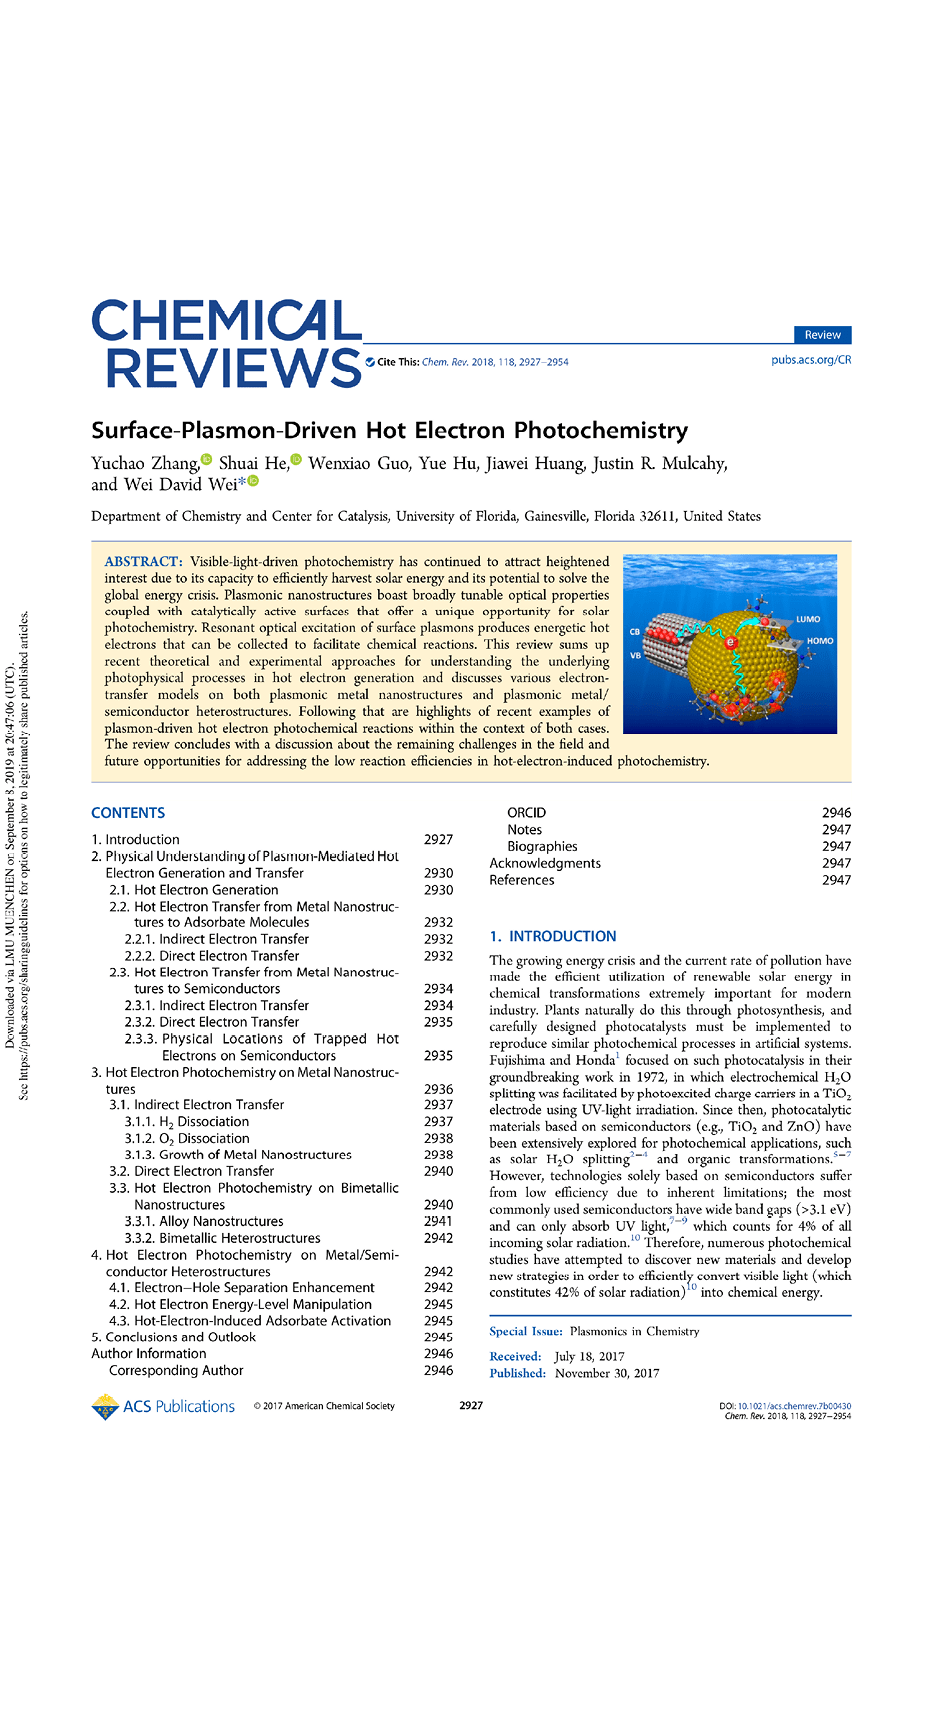 CHEMICAL
REVIEWS
Review
Cite This: Chem. Rev. 2018, 118, 2927−2954
pubs.acs.org/CR
Surface-Plasmon-Driven Hot Electron Photochemistry
Yuchao Zhang, Shuai He, Wenxiao Guo, Yue Hu, Jiawei Huang, Justin R. Mulcahy,
and Wei David Wei*
Department of Chemistry and Center for Catalysis, University of Florida, Gainesville, Florida 32611, United States
ABSTRACT: Visible-light-driven photochemistry has continued to attract heightened
interest due to its capacity to efficiently harvest solar energy and its potential to solve the
global energy crisis. Plasmonic nanostructures boast broadly tunable optical properties
coupled with catalytically active surfaces that offer a unique opportunity for solar
photochemistry. Resonant optical excitation of surface plasmons produces energetic hot
electrons that can be collected to facilitate chemical reactions. This review sums up
recent theoretical and experimental approaches for understanding the underlying
photophysical processes in hot electron generation and discusses various electron-
transfer models on both plasmonic metal nanostructures and plasmonic metal/
semiconductor heterostructures. Following that are highlights of recent examples of
plasmon-driven hot electron photochemical reactions within the context of both cases.
The review concludes with a discussion about the remaining challenges in the field and
future opportunities for addressing the low reaction efficiencies in hot-electron-induced photochemistry.
CB
VB
e
LUMO
HOMO
CONTENTS
1. Introduction 2927
2. Physical Understanding of Plasmon-Mediated Hot
Electron Generation and Transfer 2930
2.1. Hot Electron Generation 2930
2.2. Hot Electron Transfer from Metal Nanostruc-
tures to Adsorbate Molecules 2932
2.2.1. Indirect Electron Transfer 2932
2.2.2. Direct Electron Transfer 2932
2.3. Hot Electron Transfer from Metal Nanostruc-
tures to Semiconductors 2934
2.3.1. Indirect Electron Transfer 2934
2.3.2. Direct Electron Transfer 2935
2.3.3. Physical Locations of Trapped Hot
Electrons on Semiconductors 2935
3. Hot Electron Photochemistry on Metal Nanostruc-
tures 2936
3.1. Indirect Electron Transfer 2937
3.1.1. H2 Dissociation 2937
3.1.2. O2 Dissociation 2938
3.1.3. Growth of Metal Nanostructures 2938
3.2. Direct Electron Transfer 2940
3.3. Hot Electron Photochemistry on Bimetallic
Nanostructures 2940
3.3.1. Alloy Nanostructures 2941
3.3.2. Bimetallic Heterostructures 2942
4. Hot Electron Photochemistry on Metal/Semi-
conductor Heterostructures 2942
4.1. Electron−Hole Separation Enhancement 2942
4.2. Hot Electron Energy-Level Manipulation 2945
4.3. Hot-Electron-Induced Adsorbate Activation 2945
5. Conclusions and Outlook 2945
Author Information 2946
Corresponding Author 2946
ORCID 2946
Notes 2947
Biographies 2947
Acknowledgments 2947
References 2947
1. INTRODUCTION
The growing energy crisis and the current rate of pollution have
made the efficient utilization of renewable solar energy in
chemical transformations extremely important for modern
industry. Plants naturally do this through photosynthesis, and
carefully designed photocatalysts must be implemented to
reproduce similar photochemical processes in artificial systems.
Fujishima and Honda1 focused on such photocatalysis in their
groundbreaking work in 1972, in which electrochemical H2O
splitting was facilitated by photoexcited charge carriers in a TiO2
electrode using UV-light irradiation. Since then, photocatalytic
materials based on semiconductors (e.g., TiO2 and ZnO) have
been extensively explored for photochemical applications, such
as solar H2O splitting2−4 and organic transformations.5−7
However, technologies solely based on semiconductors suffer
from low efficiency due to inherent limitations; the most
commonly used semiconductors have wide band gaps (>3.1 eV)
and can only absorb UV light,7−9 which counts for 4% of all
incoming solar radiation.10 Therefore, numerous photochemical
studies have attempted to discover new materials and develop
new strategies in order to efficiently convert visible light (which
constitutes 42% of solar radiation)10 into chemical energy.
Special Issue: Plasmonics in Chemistry
Received: July 18, 2017
Published: November 30, 2017
ACS Publications
© 2017 American Chemical Society
2927
DOI: 10.1021/acs.chemrev.7b00430
Chem. Rev. 2018, 118, 2927−2954
Downloaded via LMU MUENCHEN on September 8, 2019 at 20:47:06 (UTC).
See https://pubs.acs.org/sharingguidelines for options on how to legitimately share published articles.